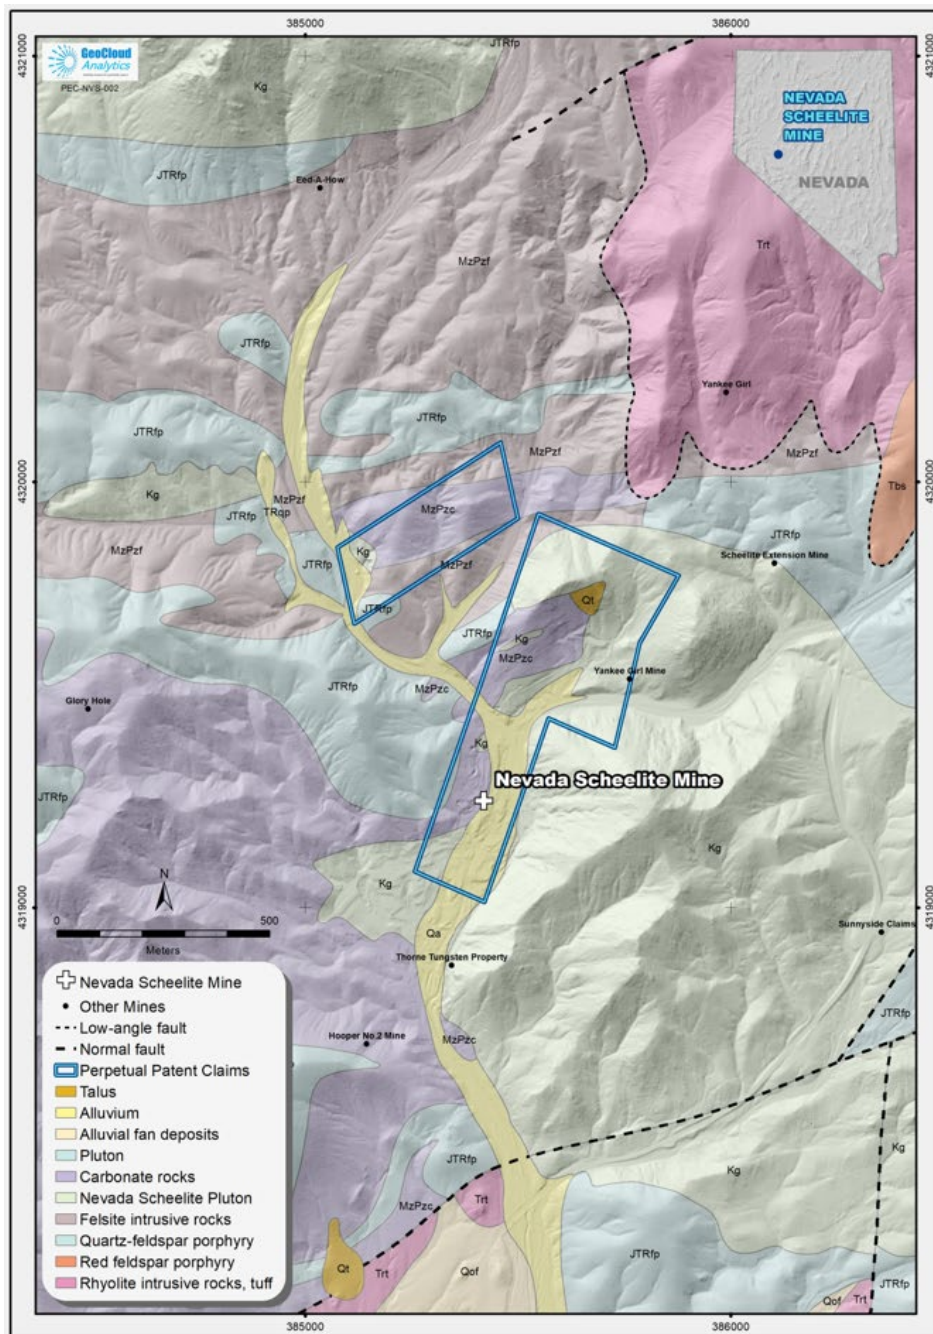 385000
386000
4321000
4321000
GeoCloud
Analytics
PEC-NVS-002
JTRfp
Kg
NEVADA
SCHEELITE
MINE
NEVADA
JTRfp
Eed-A-How
MzPzf
Trt
JTRfp
Yankee Girl
JTRfp
JTRfp
MzPzf
MzPzf
4320000
4320000
Kg
MzPzf
TRqp
MzPzc
Tbs
JTRfp
JTRfp
MzPzf
Kg
JTRfp
MzPzf
Scheelite Extension Mine
JTRfp
Qt
JTRfp
Kg
MzPzc
JTRfp
MzPzc
Yankee Girl Mine
Glory Hole
Kg
Nevada Scheelite Mine
JTRfp
Kg
Kg
N
4319000
4319000
0
500
Meters
Qa
Sunnyside Claims
Thorne Tungsten Property
Nevada Scheelite Mine
Other Mines
Low-angle fault
Normal fault
Perpetual Patent Claims
Talus
Alluvium
Alluvial fan deposits
Pluton
Carbonate rocks
Nevada Scheelite Pluton
Felsite intrusive rocks
Quartz-feldspar porphyry
Red feldspar porphyry
Rhyolite intrusive rocks, tuff
JTRfp
Hooper No.2 Mine
MzPzc
Kg
JTRfp
Kg
MzPzc
Trt
JTRfp
Qt
Trt
Qof
JTRfp
Qof
Trt
385000
386000